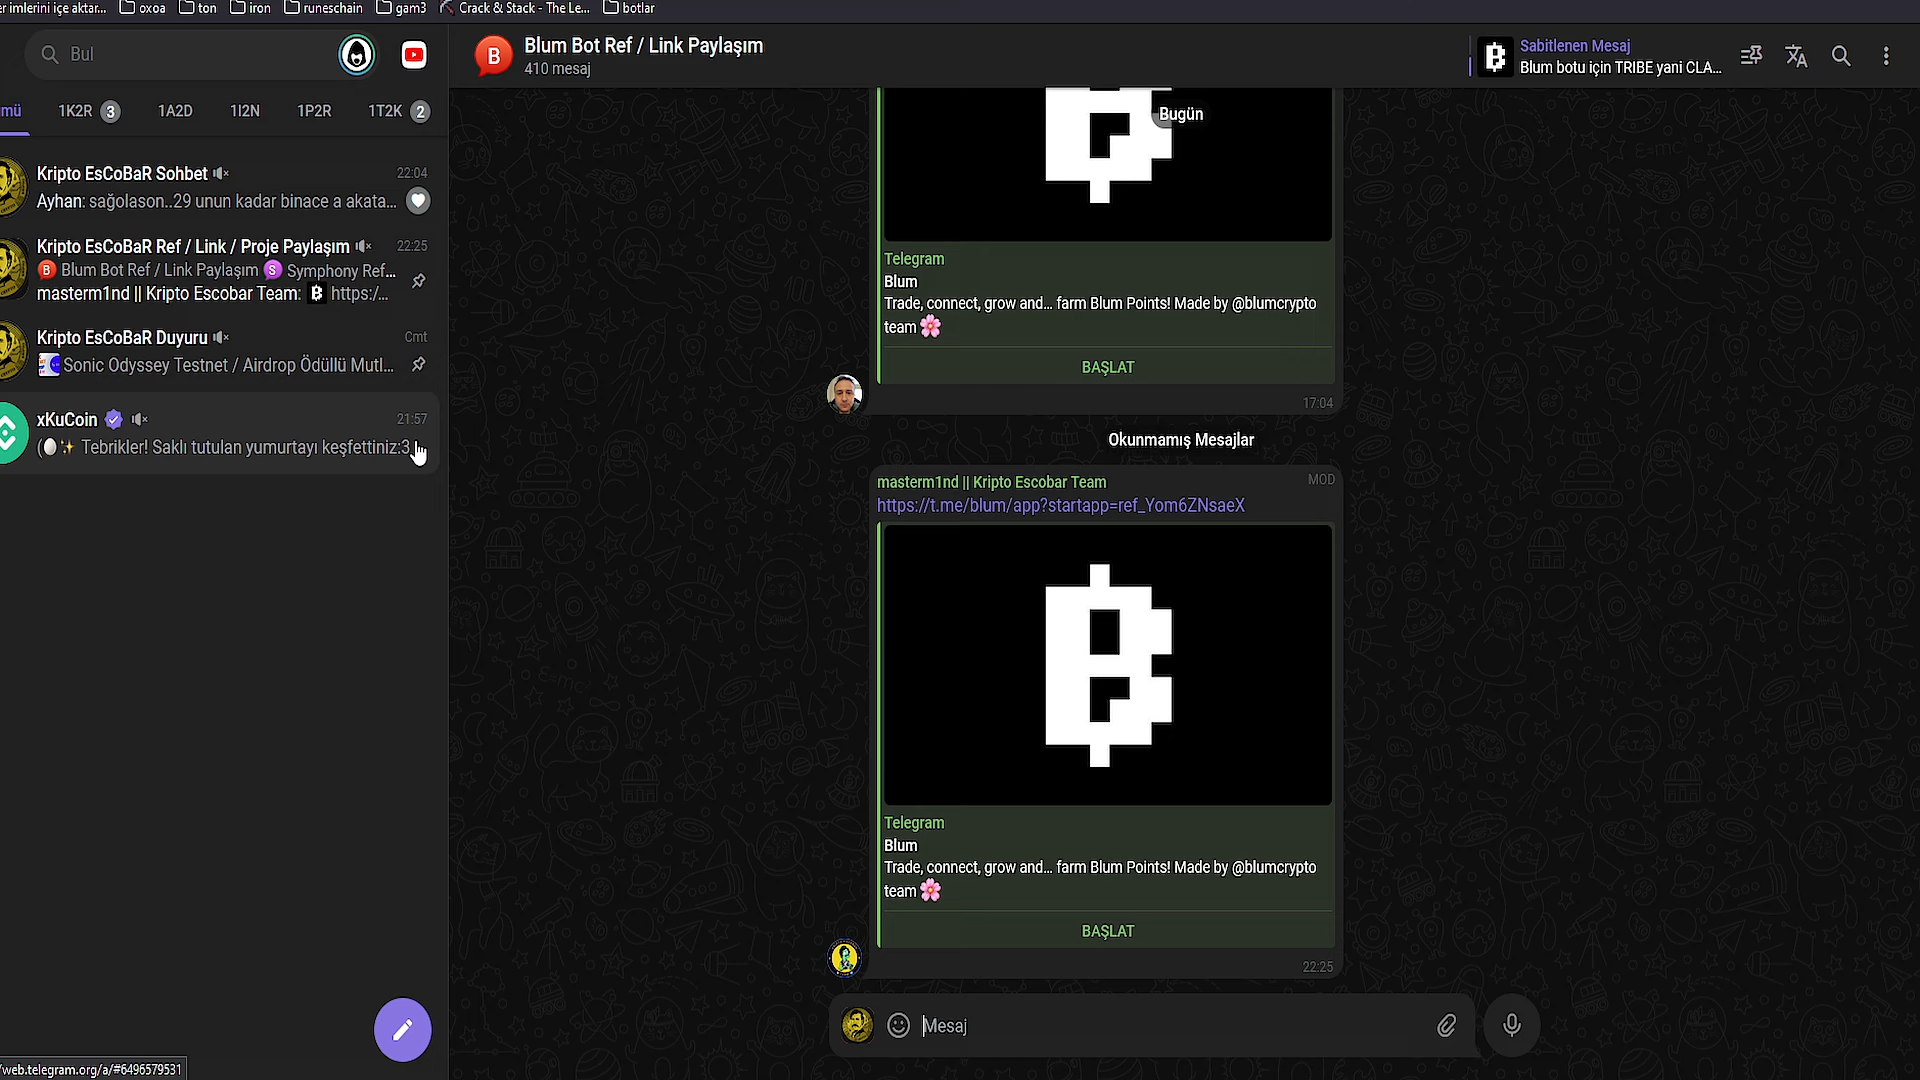 er imlerini içe aktar...
oxoa
ton
iron
runeschain
gam3
Crack & Stack - The Le...
botlar
Bul
mü
1K2R 3
1A2D
1I2N
1P2R
1T2K 2
Kripto EsCoBaR Sohbet
22:04
Ayhan: sağolason..29 unun kadar binace a akata...
Kripto EsCoBaR Ref / Link / Proje Paylaşım
22:25
B Blum Bot Ref / Link Paylaşım S Symphony Ref...
masterm1nd || Kripto Escobar Team: https:/...
Kripto EsCoBaR Duyuru
Cmt
Sonic Odyssey Testnet / Airdrop Ödüllü Mutl...
xKuCoin
21:57
(🥚✨ Tebrikler! Saklı tutulan yumurtayı keşfettiniz:3
/web.telegram.org/a/#6496579531
B
Blum Bot Ref / Link Paylaşım
410 mesaj
Sabitlenen Mesaj
Blum botu için TRIBE yani CLA...
Bugün
Telegram
Blum
Trade, connect, grow and... farm Blum Points! Made by @blumcrypto
team 🌸
BAŞLAT
17:04
Okunmamış Mesajlar
masterm1nd || Kripto Escobar Team
MOD
https://t.me/blum/app?startapp=ref_Yom6ZNsaeX
Telegram
Blum
Trade, connect, grow and... farm Blum Points! Made by @blumcrypto
team 🌸
BAŞLAT
22:25
Mesaj